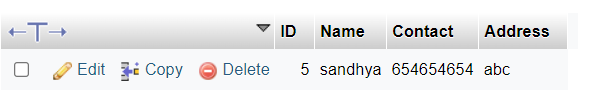 ID Name Contact Address
Edit Copy Delete 5 sandhya 654654654 abc